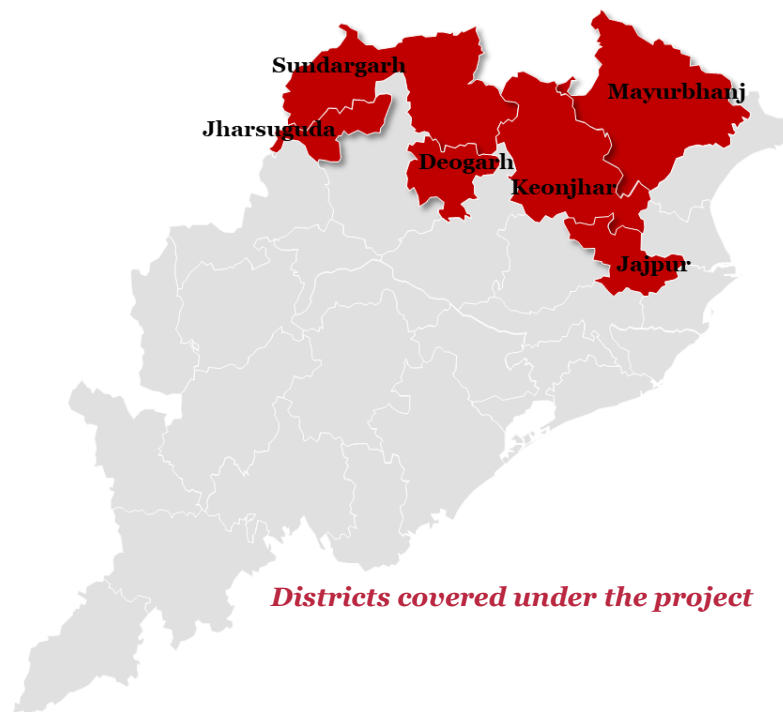 Sundargarh
Mayurbhanj
Jharsuguda
Deogarh
Keonjhar
Jajpur
Districts covered under the project